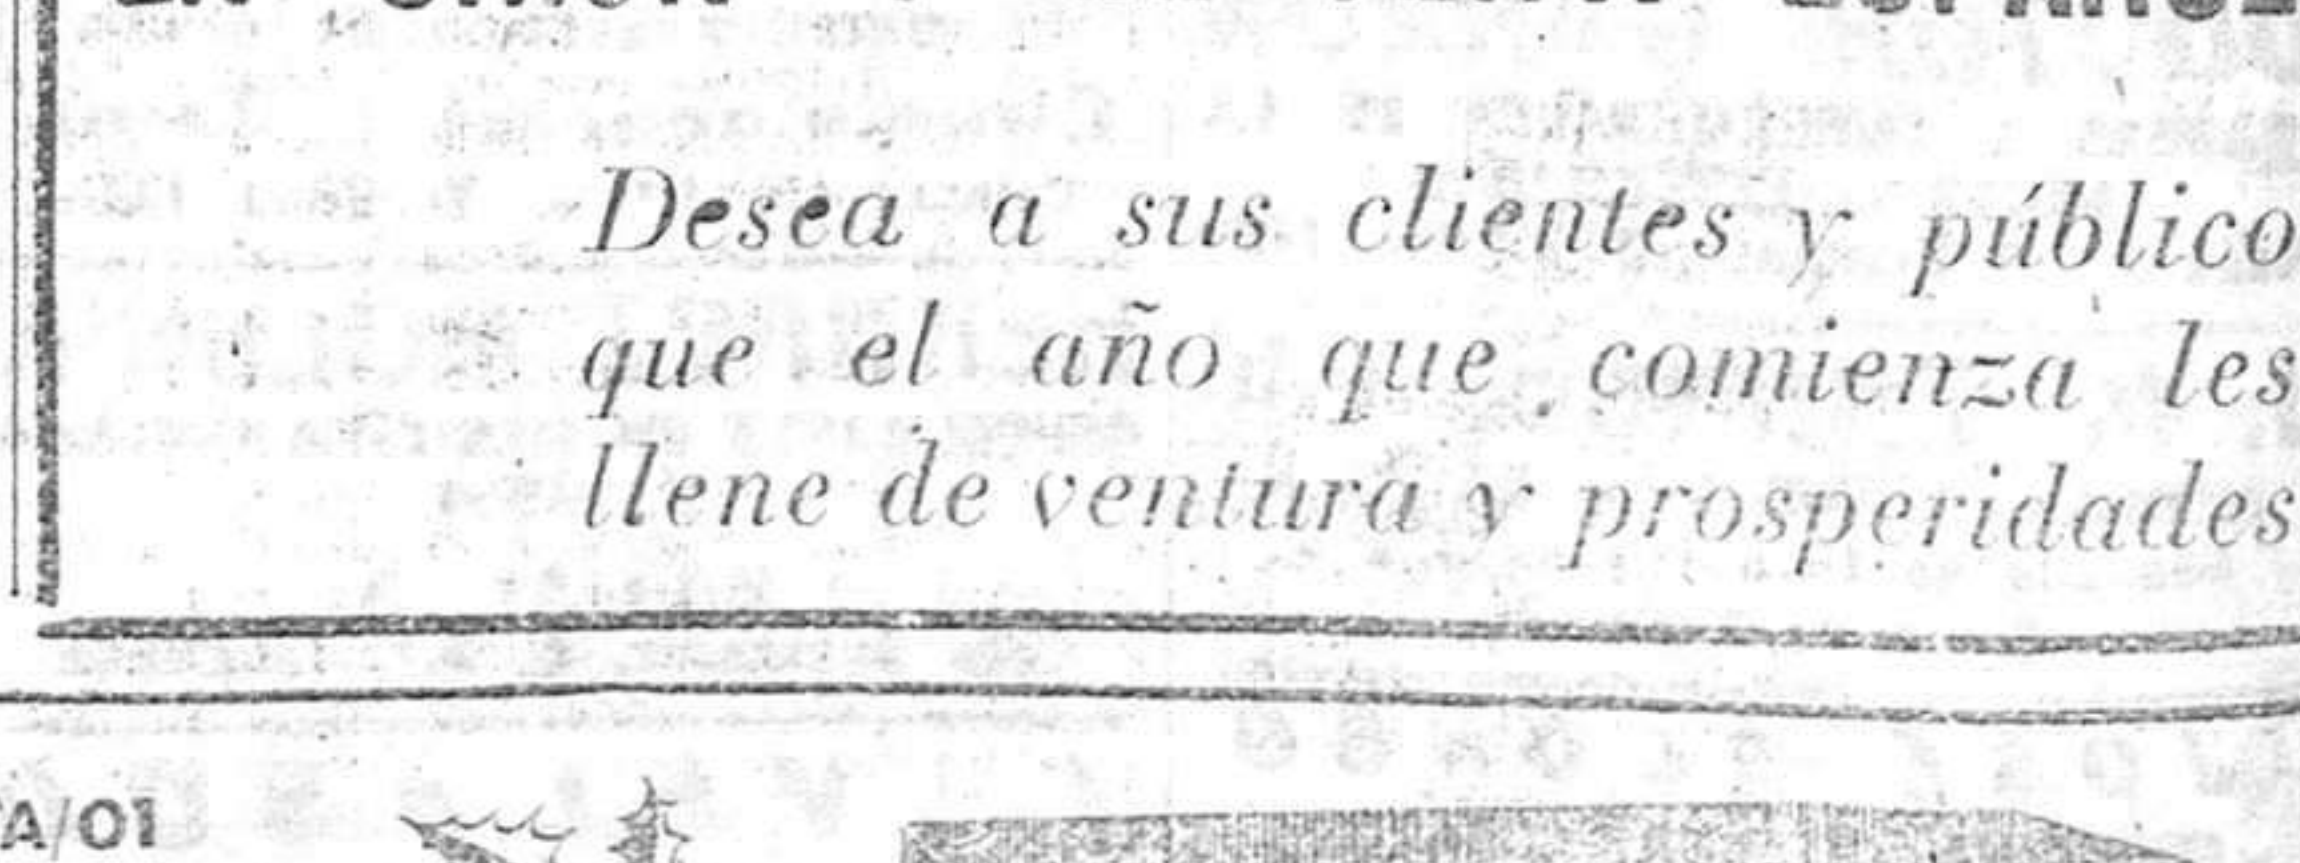 Desea a sus clientes y público
que el año que comienza les
llene de ventura y prosperidades
A/01